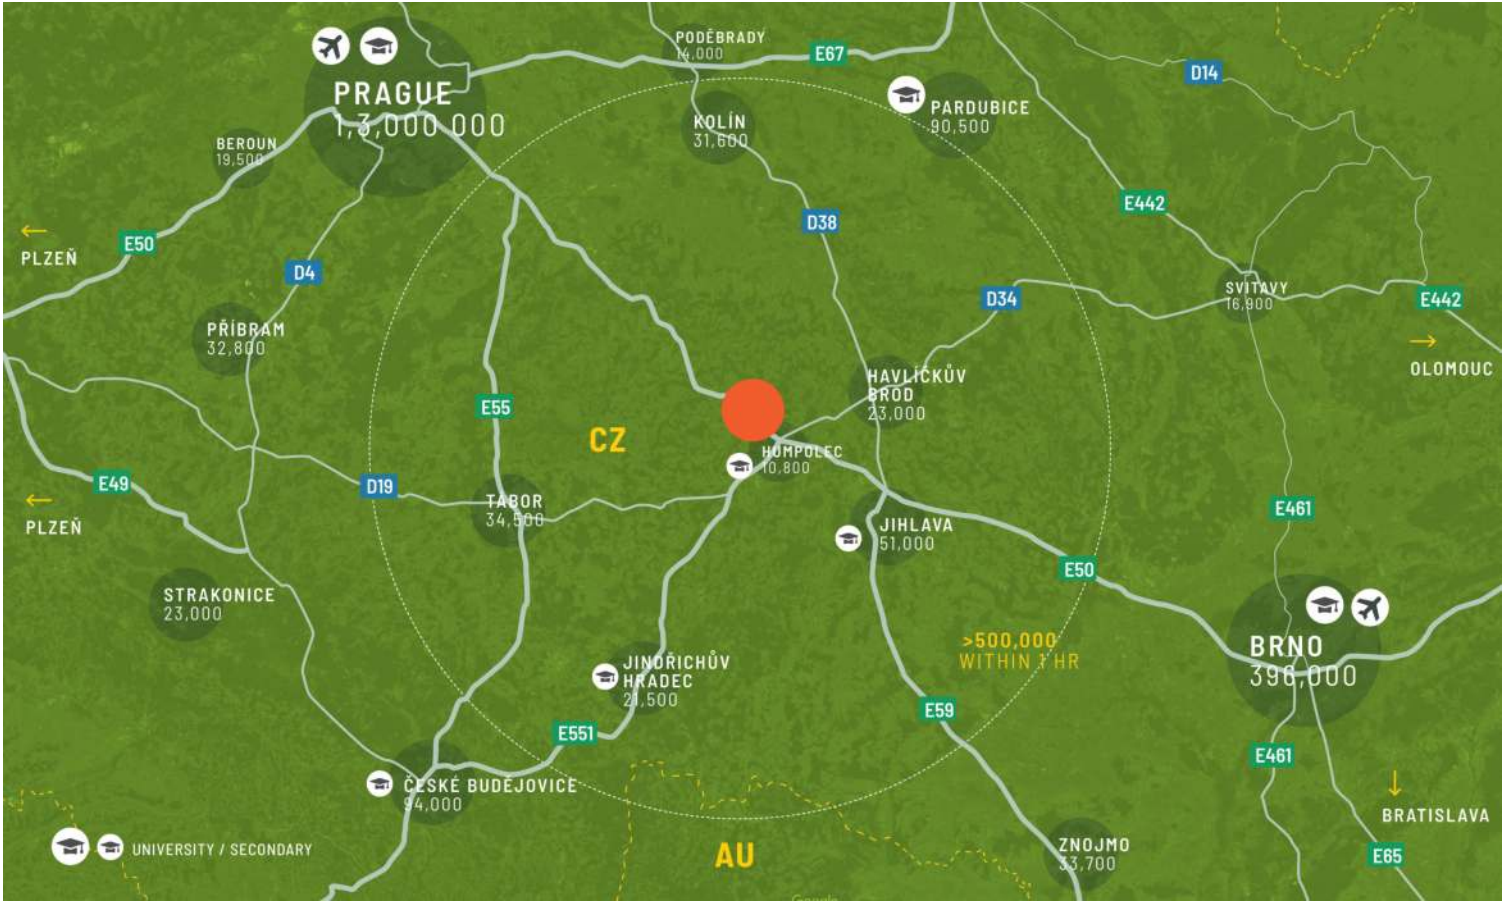 PODĚBRADY
14,000
E67
PRAGUE
1,3,000 000
D14
PARDUBICE
90,500
KOLÍN
31,600
BEROUN
19,500
E442
D38
E50
PLZEŇ
D4
SVITAVY
16,900
D34
E442
PŘÍBRAM
32,800
OLOMOUC
HAVLÍČKŮV
BROD
23,000
E55
CZ
HUMPOLEC
10,800
E49
D19
TÁBOR
34,500
PLZEŇ
E461
JIHLAVA
51,000
E50
STRAKONICE
23,000
>500,000
WITHIN 1 HR
BRNO
396,000
JINDŘICHŮV
HRADEC
21,500
E59
E551
E461
ČESKÉ BUDĚJOVICE
94,000
BRATISLAVA
UNIVERSITY / SECONDARY
AU
ZNOJMO
33,700
E65
Google